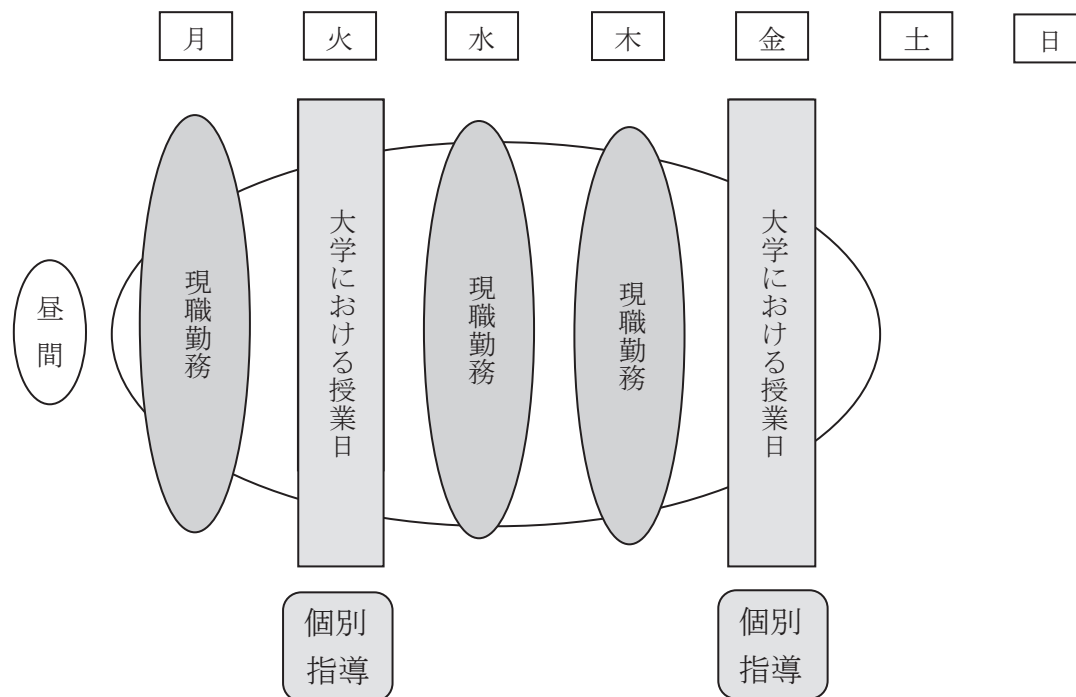 月
火
水
木
金
土
日
昼間
現職勤務
大学における授業日
現職勤務
現職勤務
大学における授業日
個別
指導
個別
指導